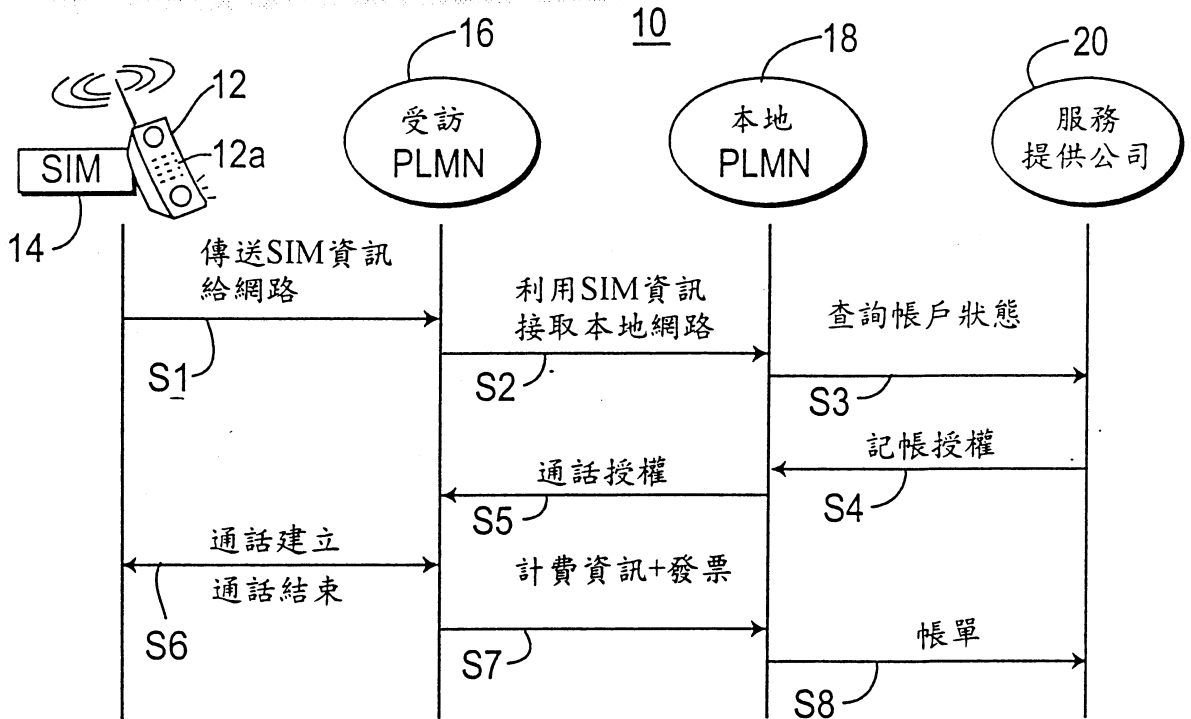 10
16
18
20
12
12a
SIM
14
受訪
PLMN
本地
PLMN
服務
提供公司
傳送SIM資訊
給網路
S1
利用SIM資訊
接取本地網路
S2
查詢帳戶狀態
S3
記帳授權
S4
通話授權
S5
通話建立
通話結束
S6
計費資訊+發票
S7
帳單
S8